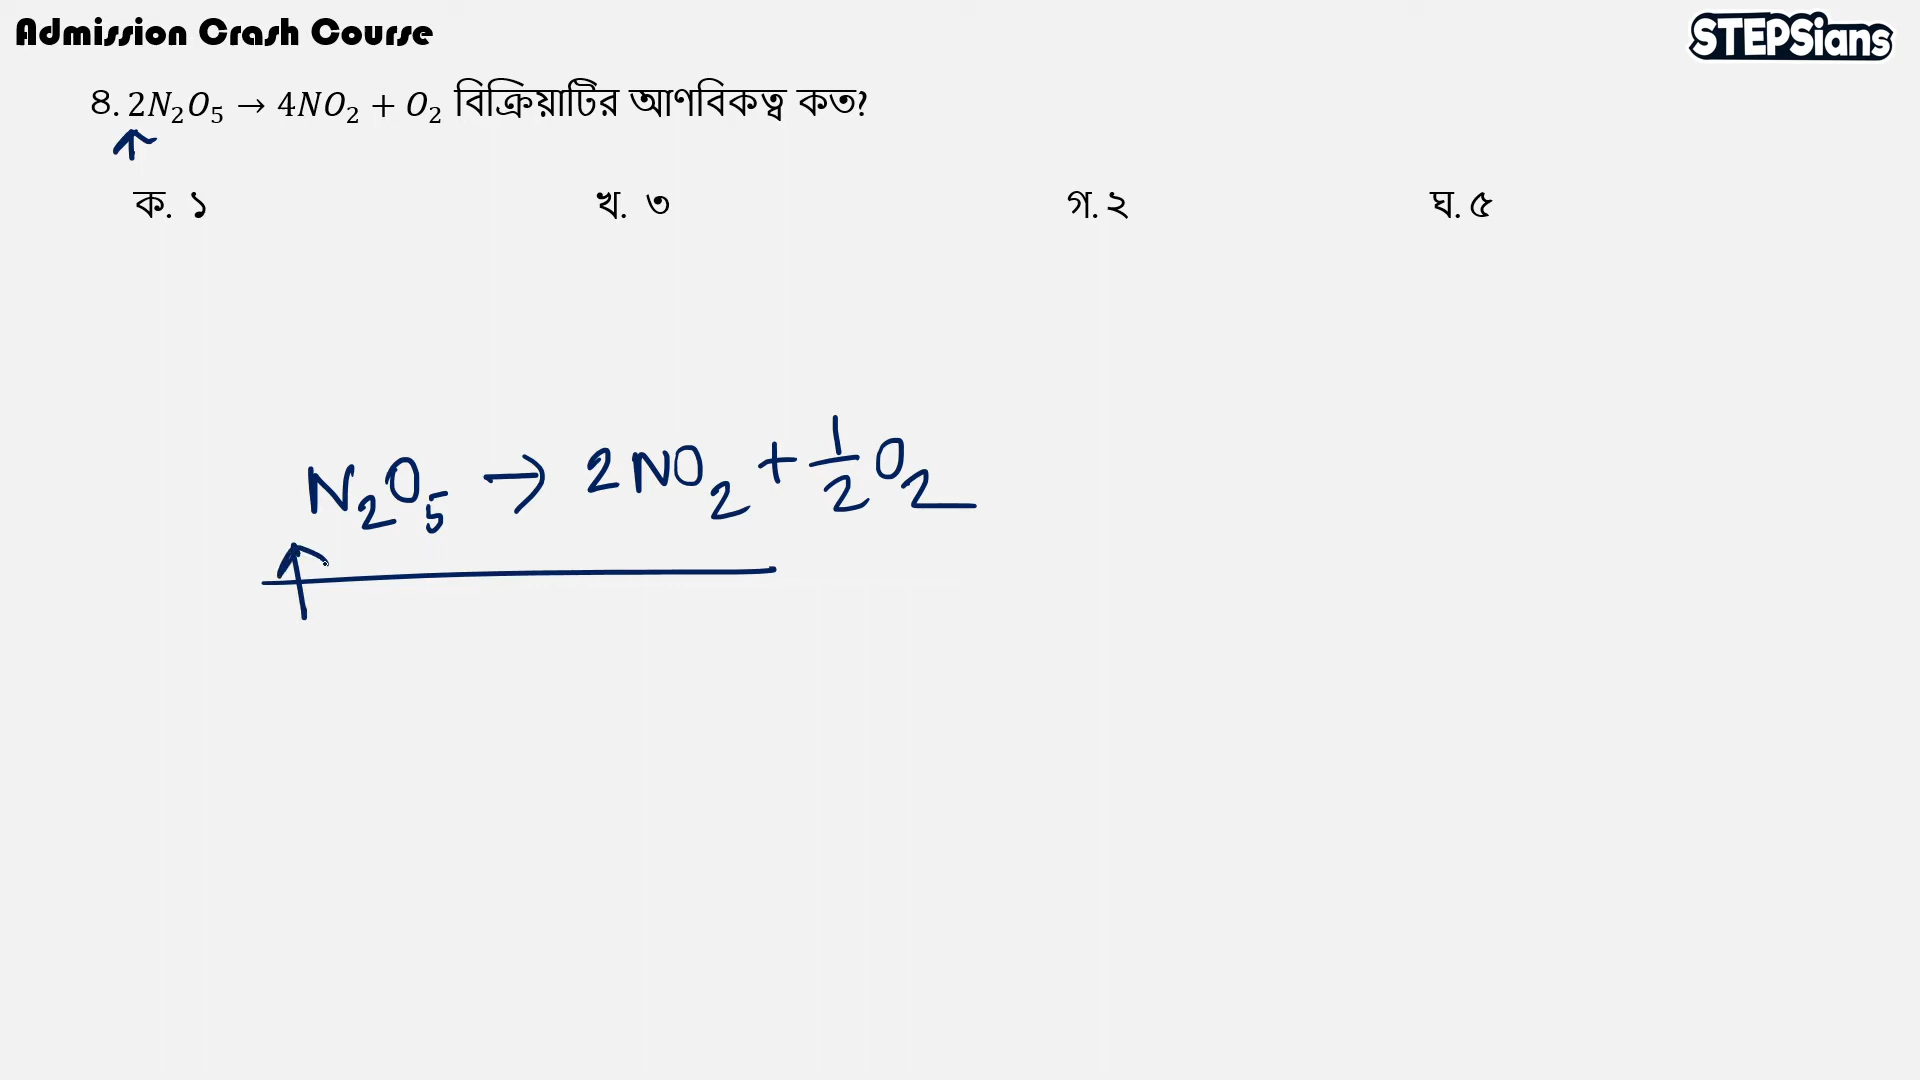 Admission Crash Course
STEPSians
৪. 2N₂O₅ → 4NO₂ + O₂ বিক্রিয়াটির আণবিকত্ব কত?
ক. ১
খ. ৩
গ. ২
ঘ. ৫
N₂O₅ → 2NO₂ + 1/2 O₂